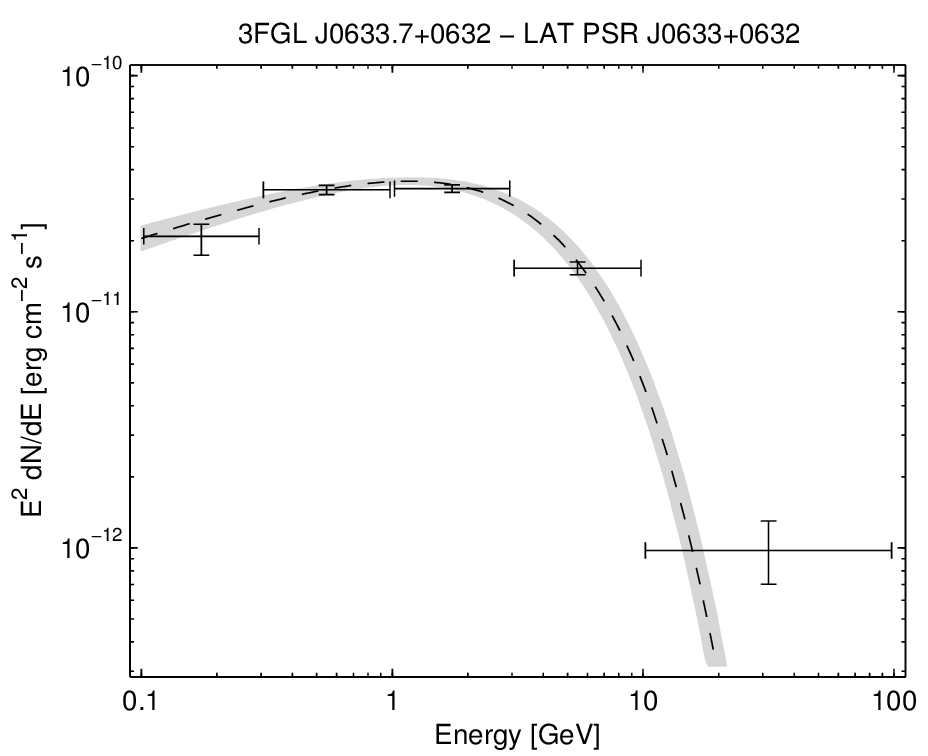 3FGL J0633.7+0632 − LAT PSR J0633+0632
E² dN/dE [erg cm⁻² s⁻¹]
10⁻¹⁰
10⁻¹¹
10⁻¹²
0.1 1 10 100
Energy [GeV]